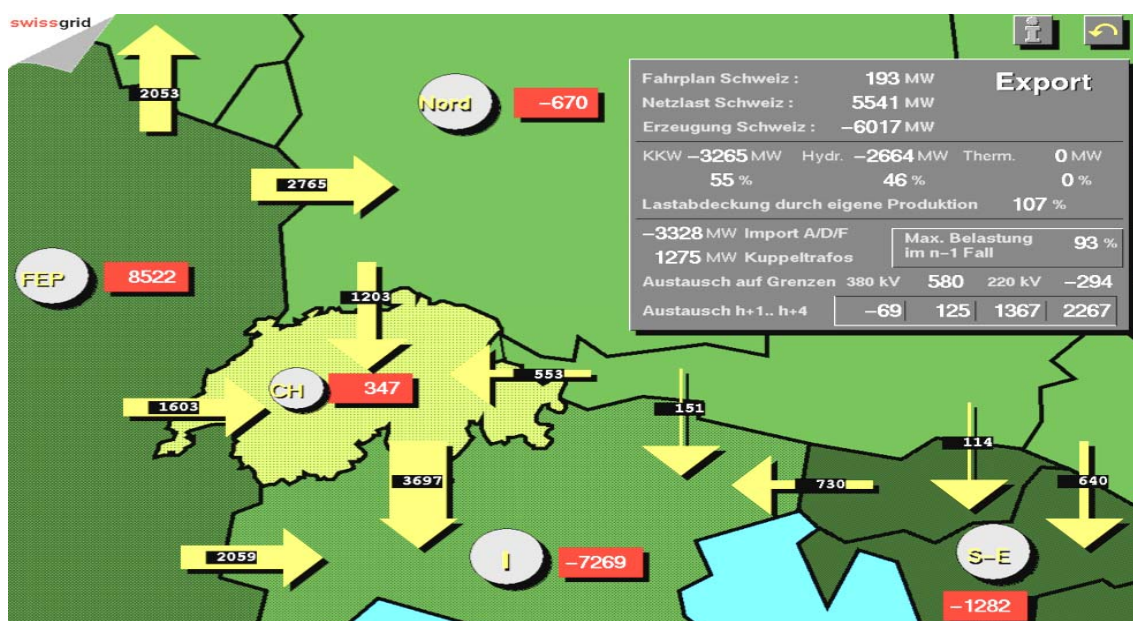 swissgrid
2053
Nord -670
2765
FEP 8522
1203
CH 347
553
1603
151
3697
730
114
640
2059
I -7269
S-E
-1282
Export
Fahrplan Schweiz : 193 MW
Netzlast Schweiz : 5541 MW
Erzeugung Schweiz : -6017 MW
KKW -3265 MW Hydr. -2664 MW Therm. 0 MW
55 % 46 % 0 %
Lastabdeckung durch eigene Produktion 107 %
-3328 MW Import A/D/F
1275 MW Kuppeltrafos
Max. Belastung
im n-1 Fall 93 %
Austausch auf Grenzen 380 kV 580 220 kV -294
Austausch h+1.. h+4 -69 125 1367 2267